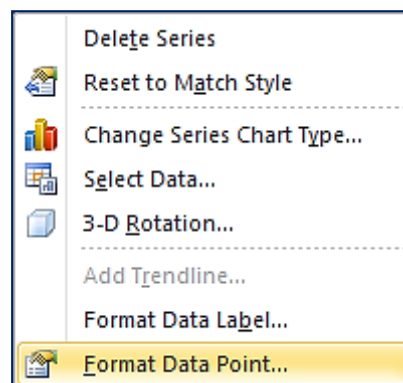 Delete Series
Reset to Match Style
Change Series Chart Type...
Select Data...
3-D Rotation...
Add Trendline...
Format Data Label...
Format Data Point...